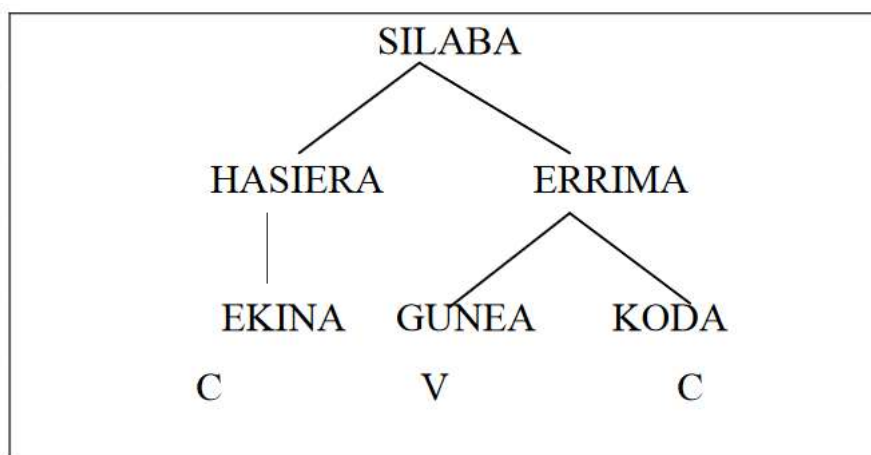 SILABA
HASIERA ERRIMA
EKINA GUNEA KODA
C V C